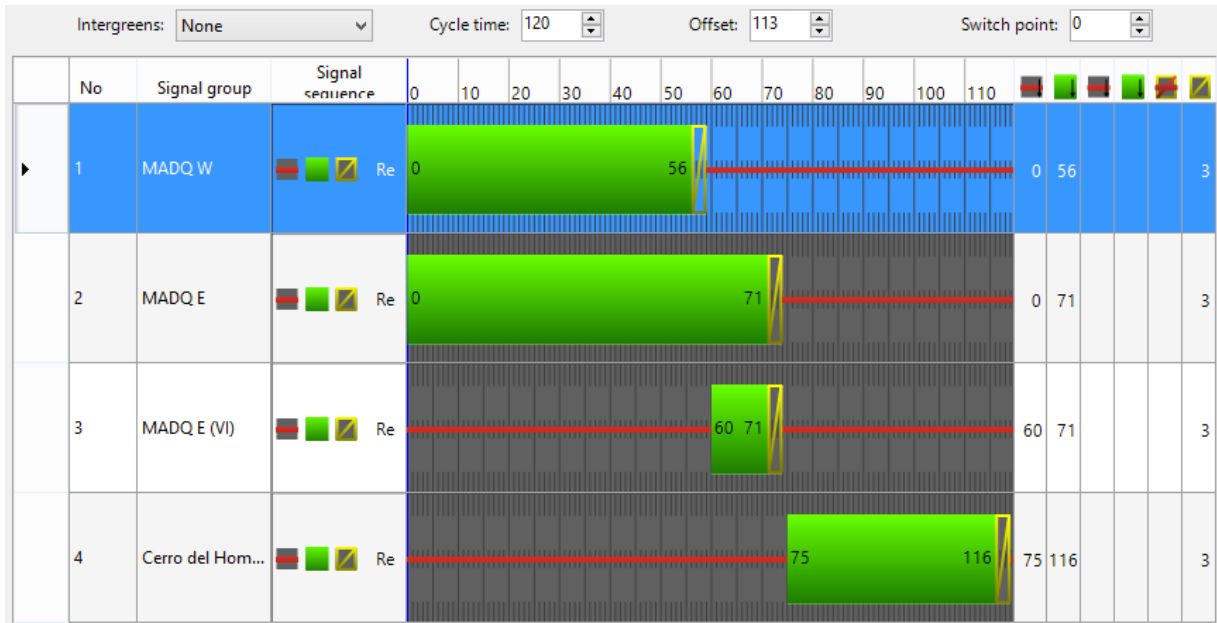 Intergreens: None Cycle time: 120 Offset: 113 Switch point: 0
No Signal group Signal sequence 0 10 20 30 40 50 60 70 80 90 100 110
1 MADQ W Re 0 56 0 56 3
2 MADQ E Re 0 71 0 71 3
3 MADQ E (VI) Re 60 71 60 71 3
4 Cerro del Hom... Re 75 116 75 116 3